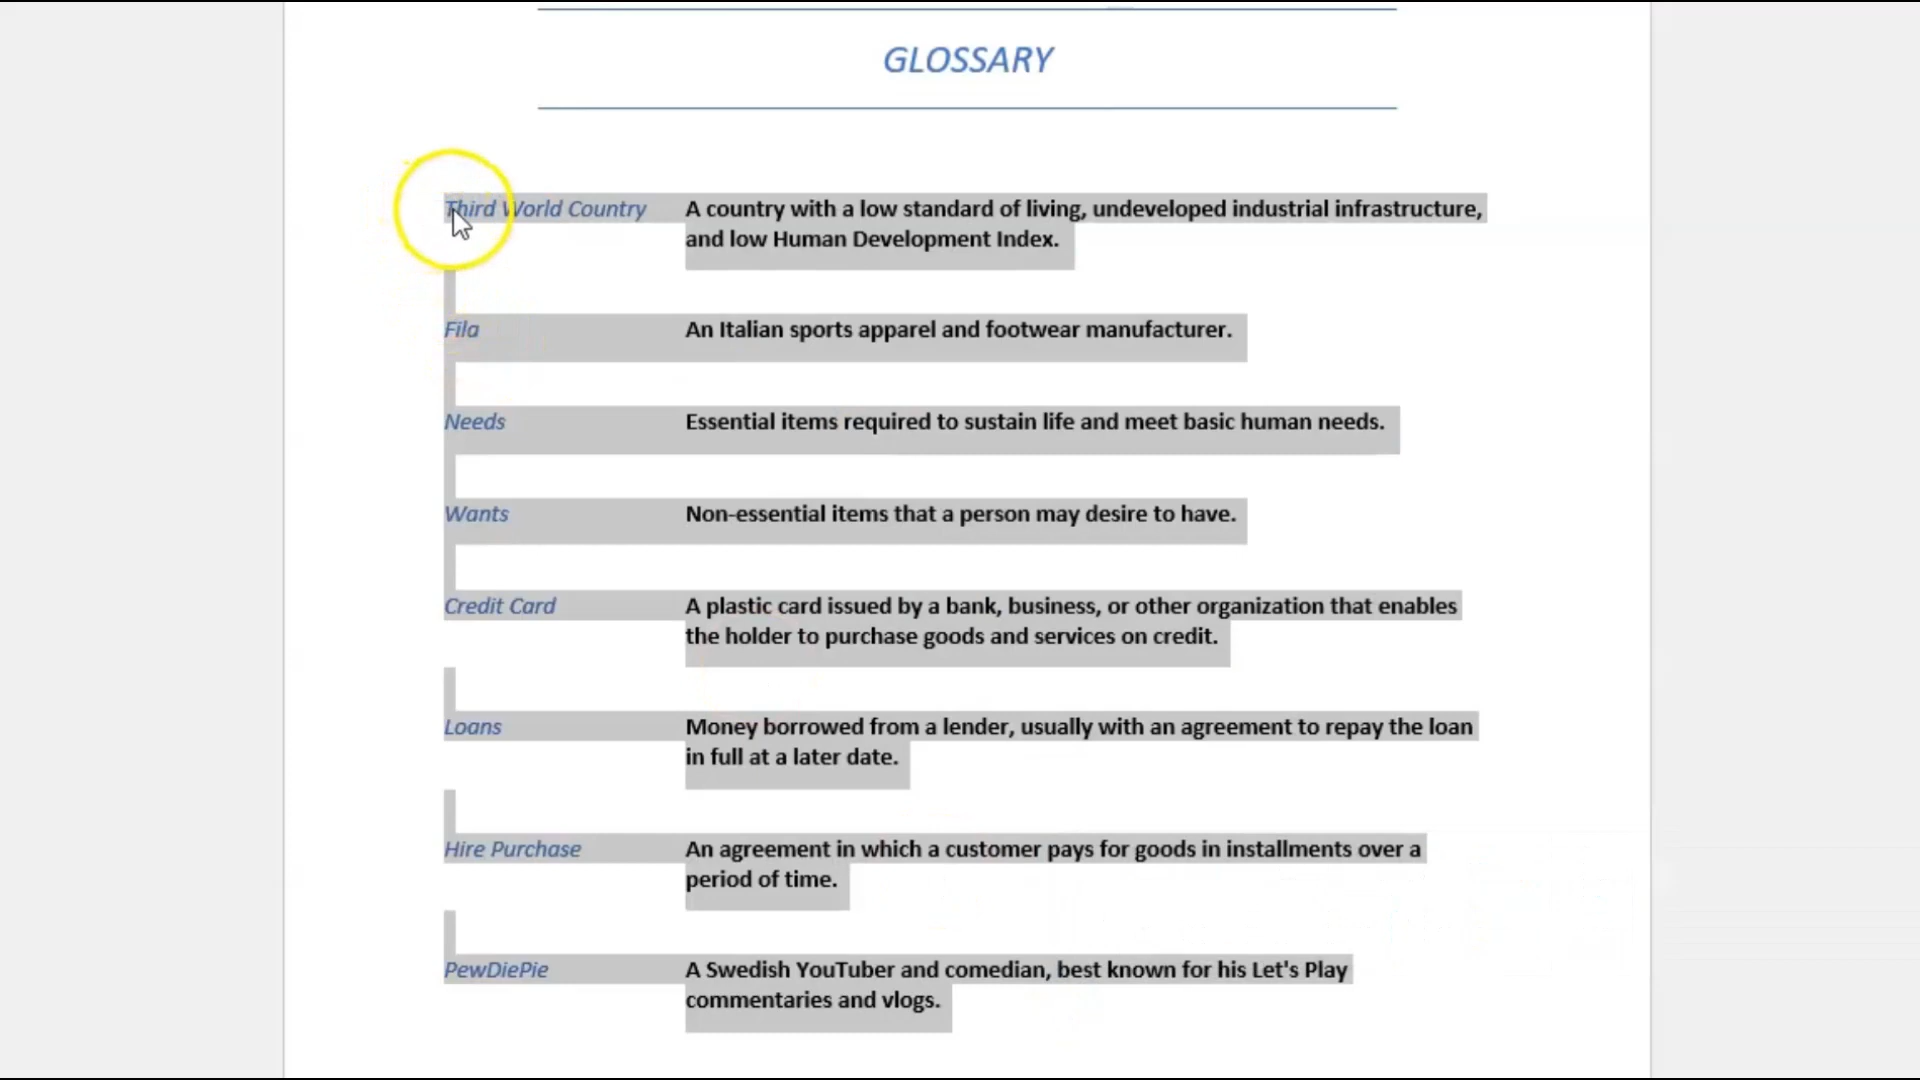 GLOSSARY
Third World Country A country with a low standard of living, undeveloped industrial infrastructure,
and low Human Development Index.
Fila An Italian sports apparel and footwear manufacturer.
Needs Essential items required to sustain life and meet basic human needs.
Wants Non-essential items that a person may desire to have.
Credit Card A plastic card issued by a bank, business, or other organization that enables
the holder to purchase goods and services on credit.
Loans Money borrowed from a lender, usually with an agreement to repay the loan
in full at a later date.
Hire Purchase An agreement in which a customer pays for goods in installments over a
period of time.
PewDiePie A Swedish YouTuber and comedian, best known for his Let's Play
commentaries and vlogs.